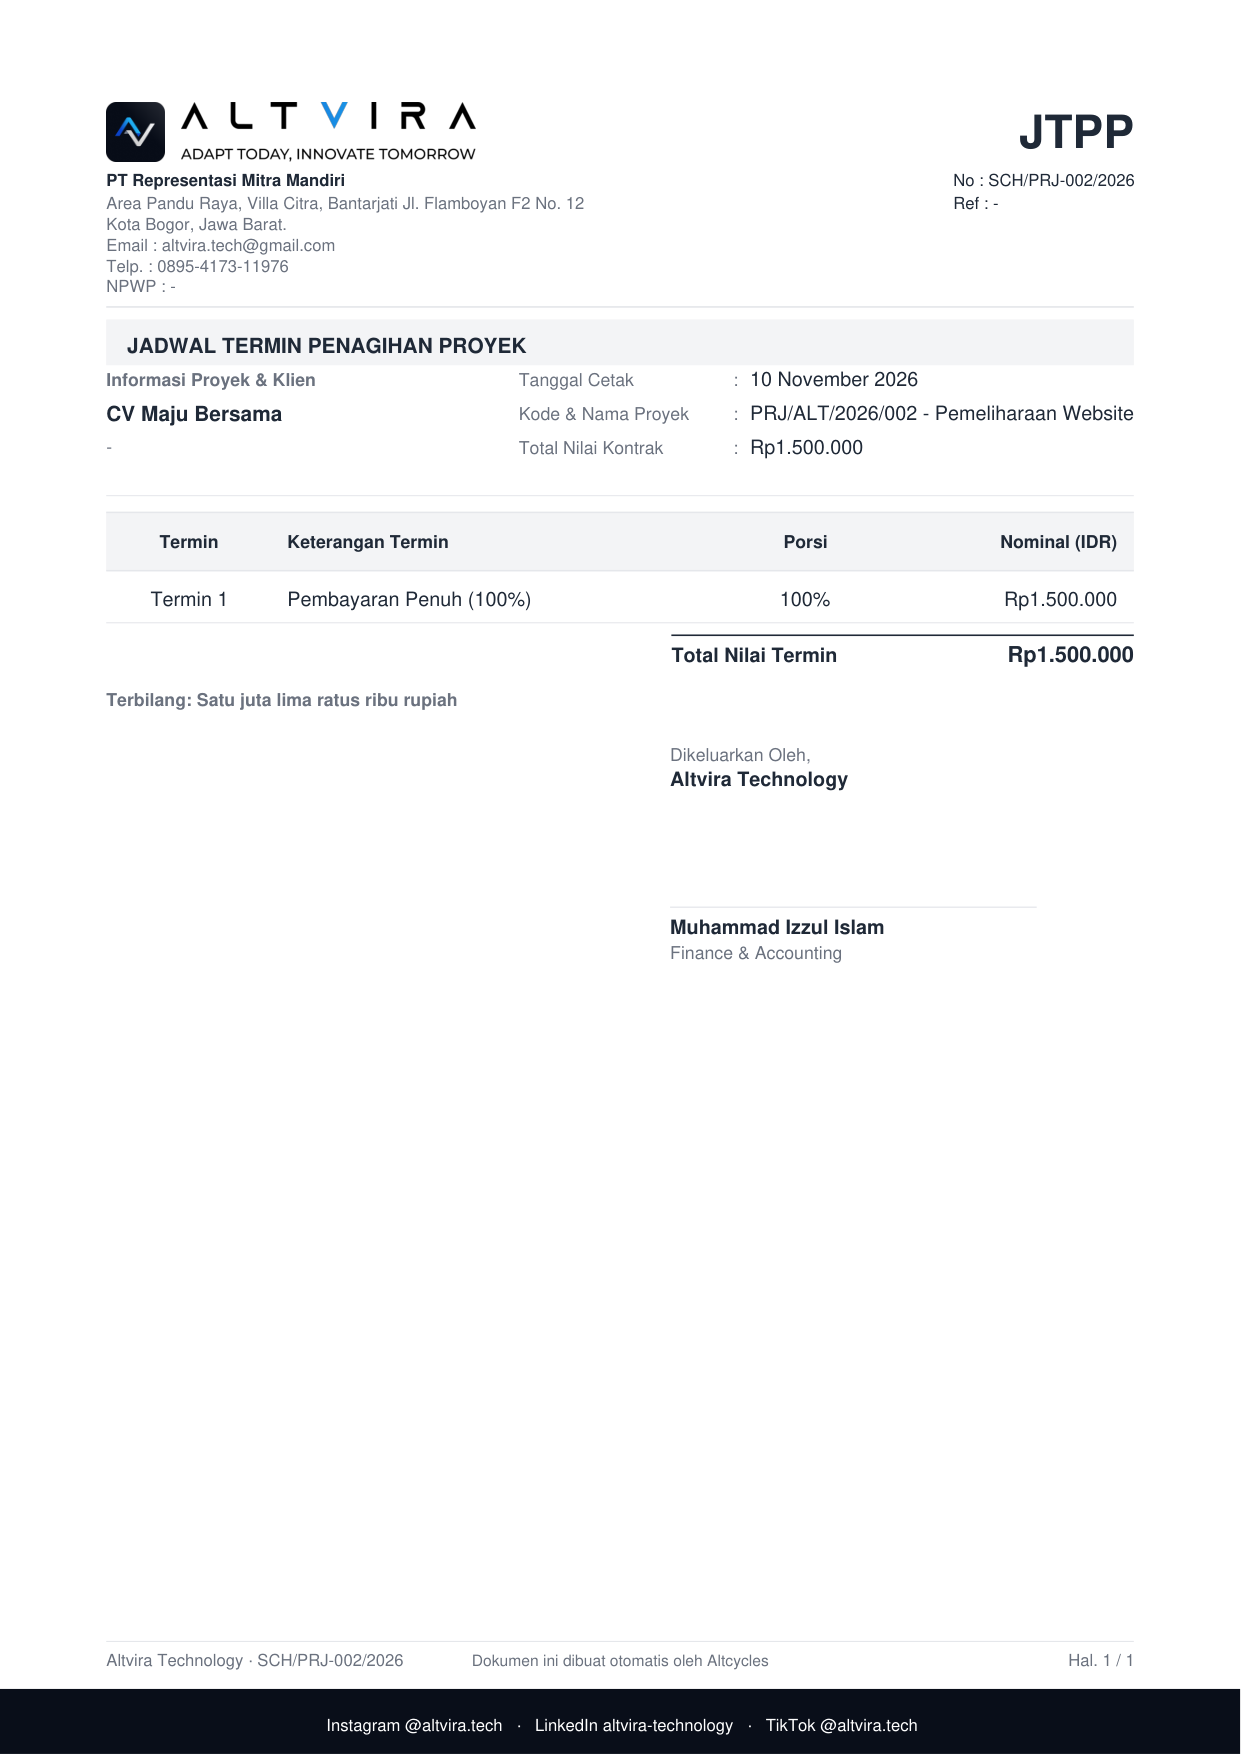 ALTVIRA
ADAPT TODAY, INNOVATE TOMORROW
JTPP
PT Representasi Mitra Mandiri
No : SCH/PRJ-002/2026
Area Pandu Raya, Villa Citra, Bantarjati Jl. Flamboyan F2 No. 12
Ref : -
Kota Bogor, Jawa Barat.
Email : altvira.tech@gmail.com
Telp. : 0895-4173-11976
NPWP : -
JADWAL TERMIN PENAGIHAN PROYEK
Informasi Proyek & Klien
Tanggal Cetak : 10 November 2026
CV Maju Bersama
Kode & Nama Proyek : PRJ/ALT/2026/002 - Pemeliharaan Website
-
Total Nilai Kontrak : Rp1.500.000
Termin Keterangan Termin Porsi Nominal (IDR)
Termin 1 Pembayaran Penuh (100%) 100% Rp1.500.000
Total Nilai Termin Rp1.500.000
Terbilang: Satu juta lima ratus ribu rupiah
Dikeluarkan Oleh,
Altvira Technology
Muhammad Izzul Islam
Finance & Accounting
Altvira Technology · SCH/PRJ-002/2026 Dokumen ini dibuat otomatis oleh Altcycles Hal. 1 / 1
Instagram @altvira.tech · LinkedIn altvira-technology · TikTok @altvira.tech